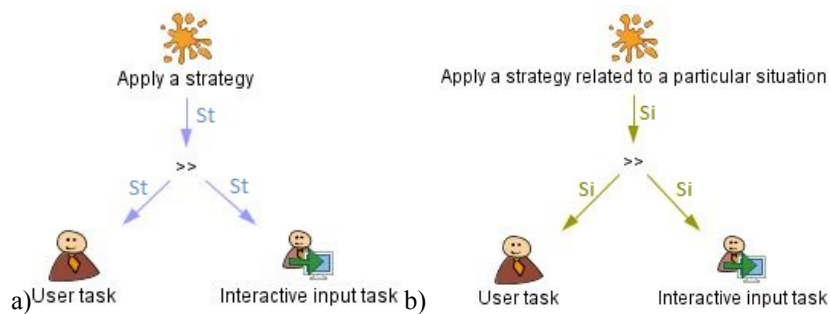 Apply a strategy
St
>>
St St
a) User task Interactive input task
Apply a strategy related to a particular situation
Si
>>
Si Si
b) User task Interactive input task